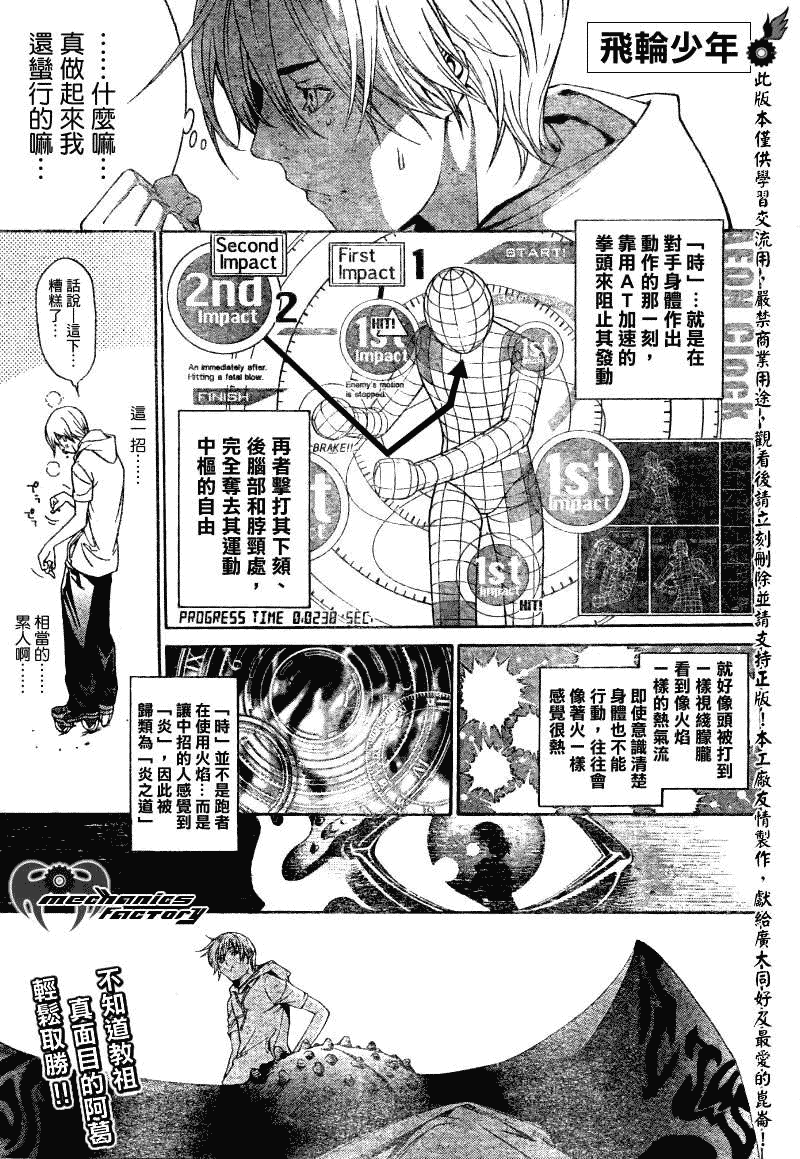 飛輪少年
此版本僅供學習交流用，嚴禁商業用途，觀看後請立刻刪除並請支持正版！本工廠友情製作，獻給廣大同好及最愛的崑崙！
……什麼嘛…
真做起來我
還蠻行的嘛…
「時」…就是在
對手身體作出
動作的那一刻，
靠用AT加速的
拳頭來阻止其發動
AEON Clock
START!
First
Impact
1
Second
Impact
2nd
Impact
2
1st
Impact
HIT!
1st
An immediately after.
Hitting a fatal blow.
FINISH
Enemy's motion
is stopped.
BRAKE!!
1st
Impact
1st
Impact
HIT!
再者擊打其下頦、
後腦部和脖頸處，
完全奪去其運動
中樞的自由
PROGRESS TIME 0.0230 SEC.
話說—這下…
糟糕了…
這一招……
相當的……
累人啊……
就好像頭被打到
一樣視綫朦朧
看到像火焰
一樣的熱氣流
即使意識清楚
身體也不能
行動，往往會
像著火一樣
感覺很熱
「時」並不是跑者
在使用火焰…而是
讓中招的人感覺到
「炎」，因此被
歸類為「炎之道」
mechanics
Factory
不知道教祖
真面目的阿葛
輕鬆取勝!!